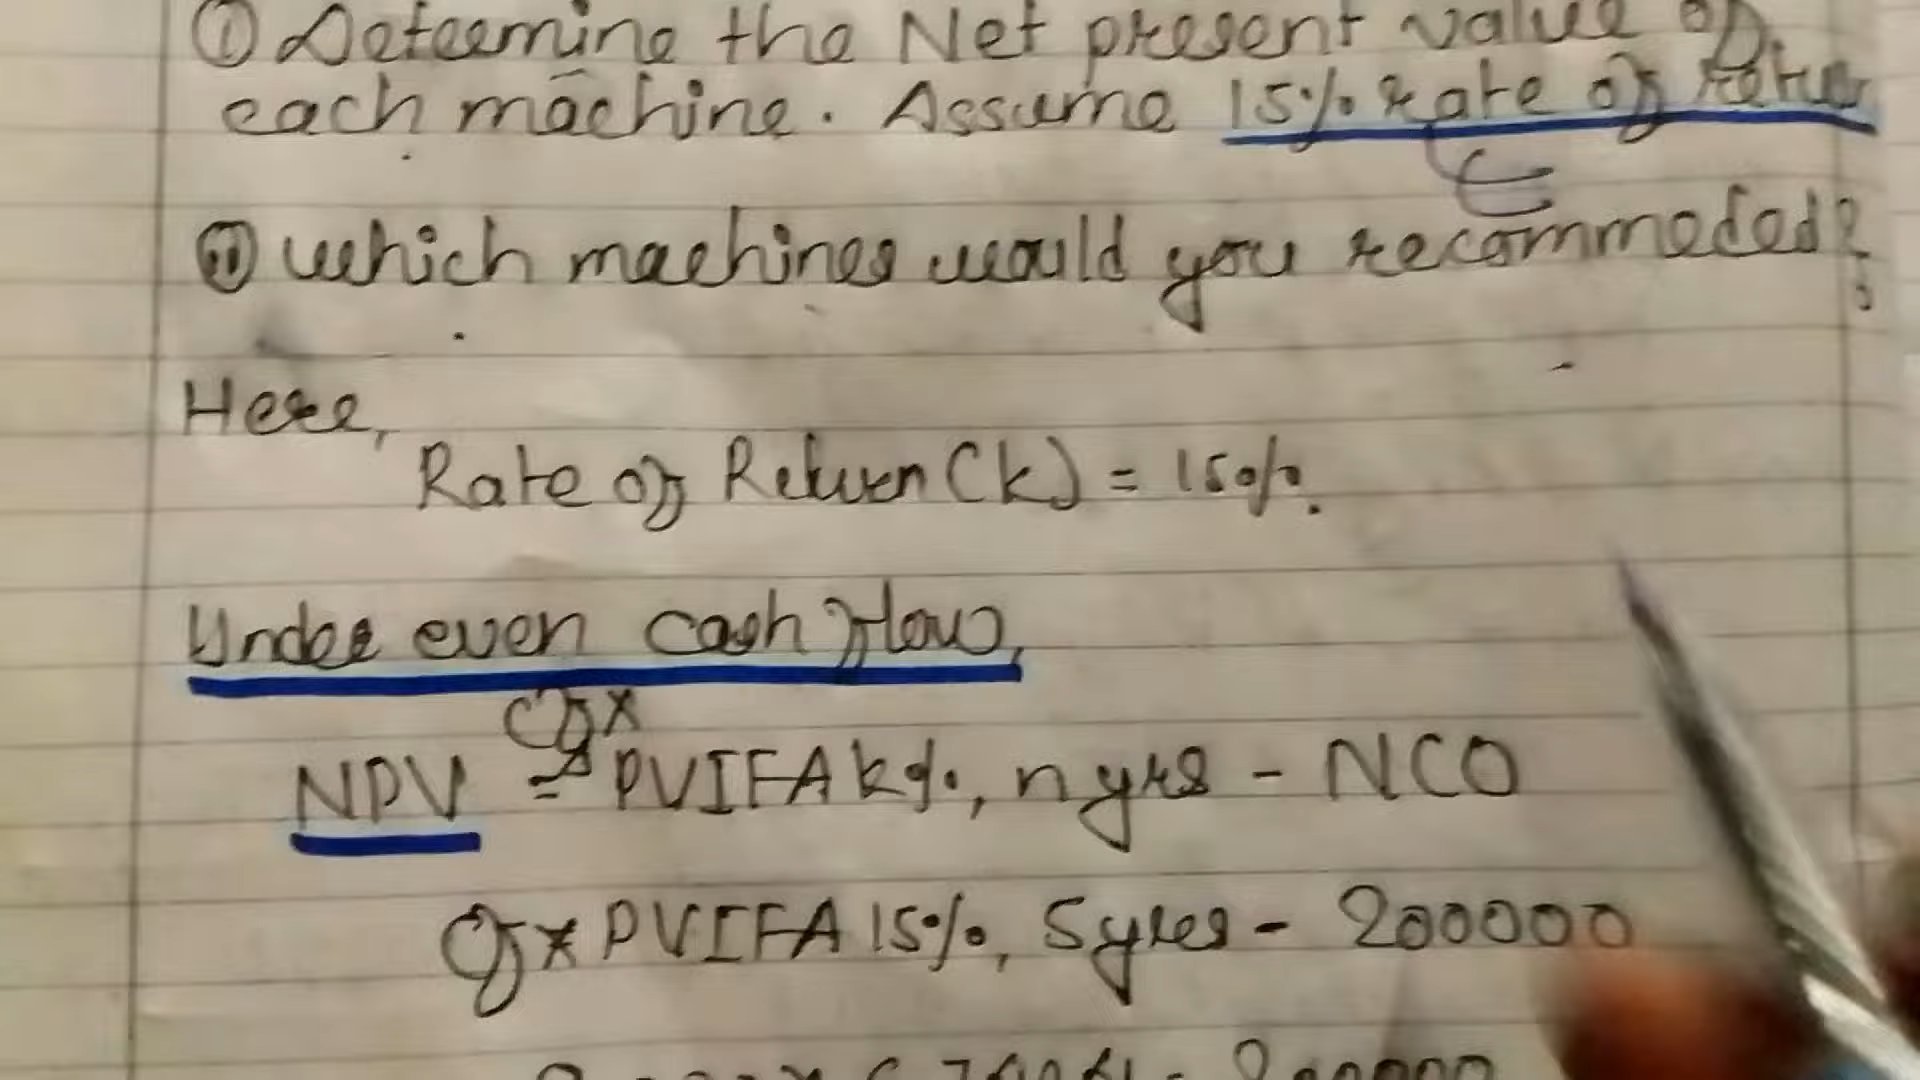 ① Determine the Net present value of
each machine. Assume 15% rate of return
② which machines would you recommeded?
Here,
Rate of Return (k) = 15%.
Under even cash flow,
NPV = Cf x PVIFA k%, n yrs - NCO
Cf x PVIFA 15%, 5 yres - 200000